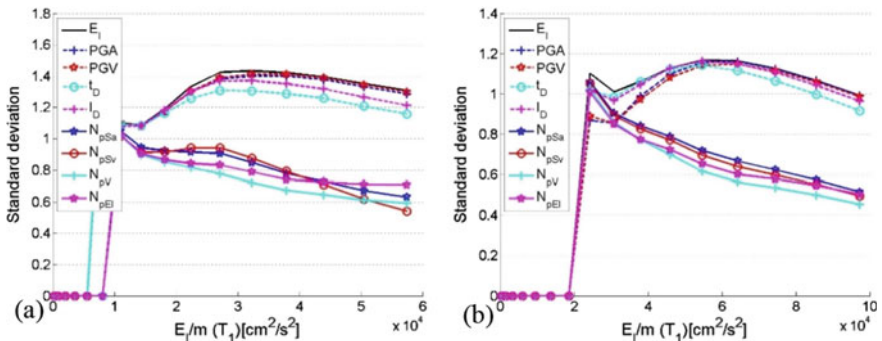 1.8
1.6
1.4
1.2
1
0.8
0.6
0.4
0.2
0
Standard deviation
E_I
PGA
PGV
t_D
I_D
N_pSa
N_pSv
N_pV
N_pEI
0 1 2 3 4 5 6
x 10^4
E_I/m (T_1)[cm^2/s^2]
(a)
1.4
1.2
1
0.8
0.6
0.4
0.2
0
Standard deviation
E_I
PGA
PGV
t_D
I_D
N_pSa
N_pSv
N_pV
N_pEI
0 2 4 6 8 10
x 10^4
E_I/m (T_1)[cm^2/s^2]
(b)